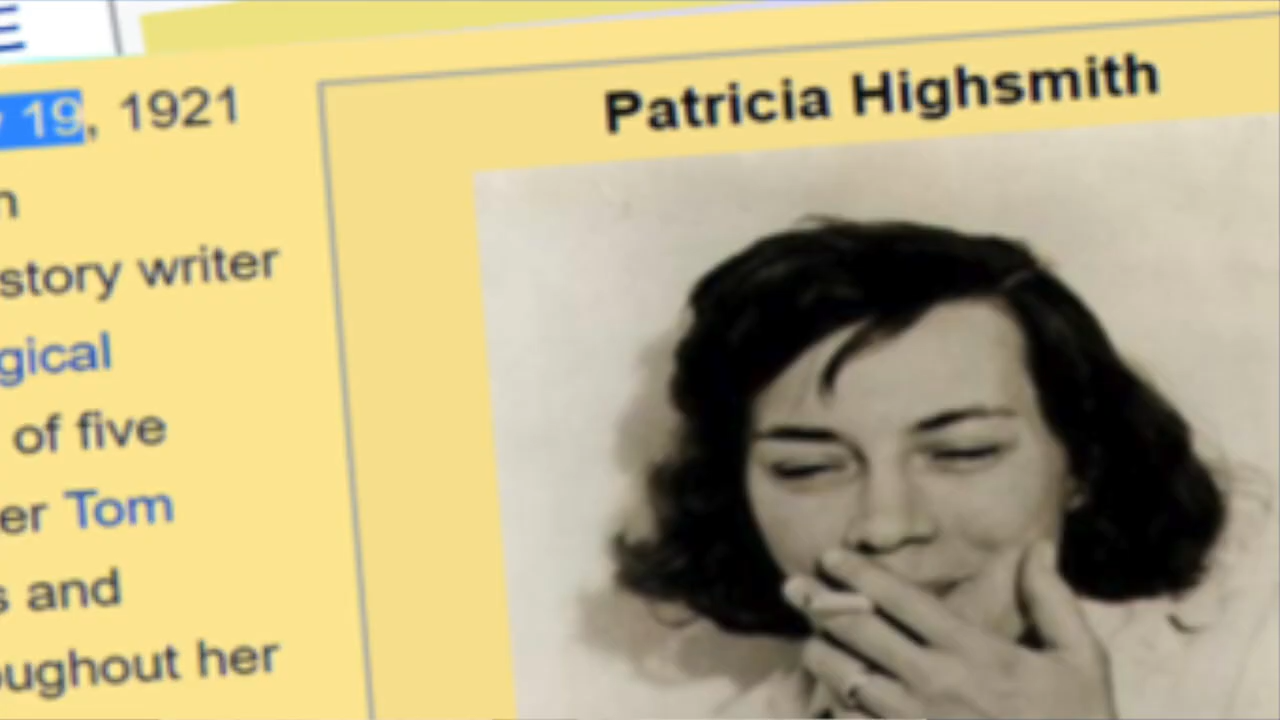 Patricia Highsmith
19, 1921
story writer
gical
of five
er Tom
s and
oughout her